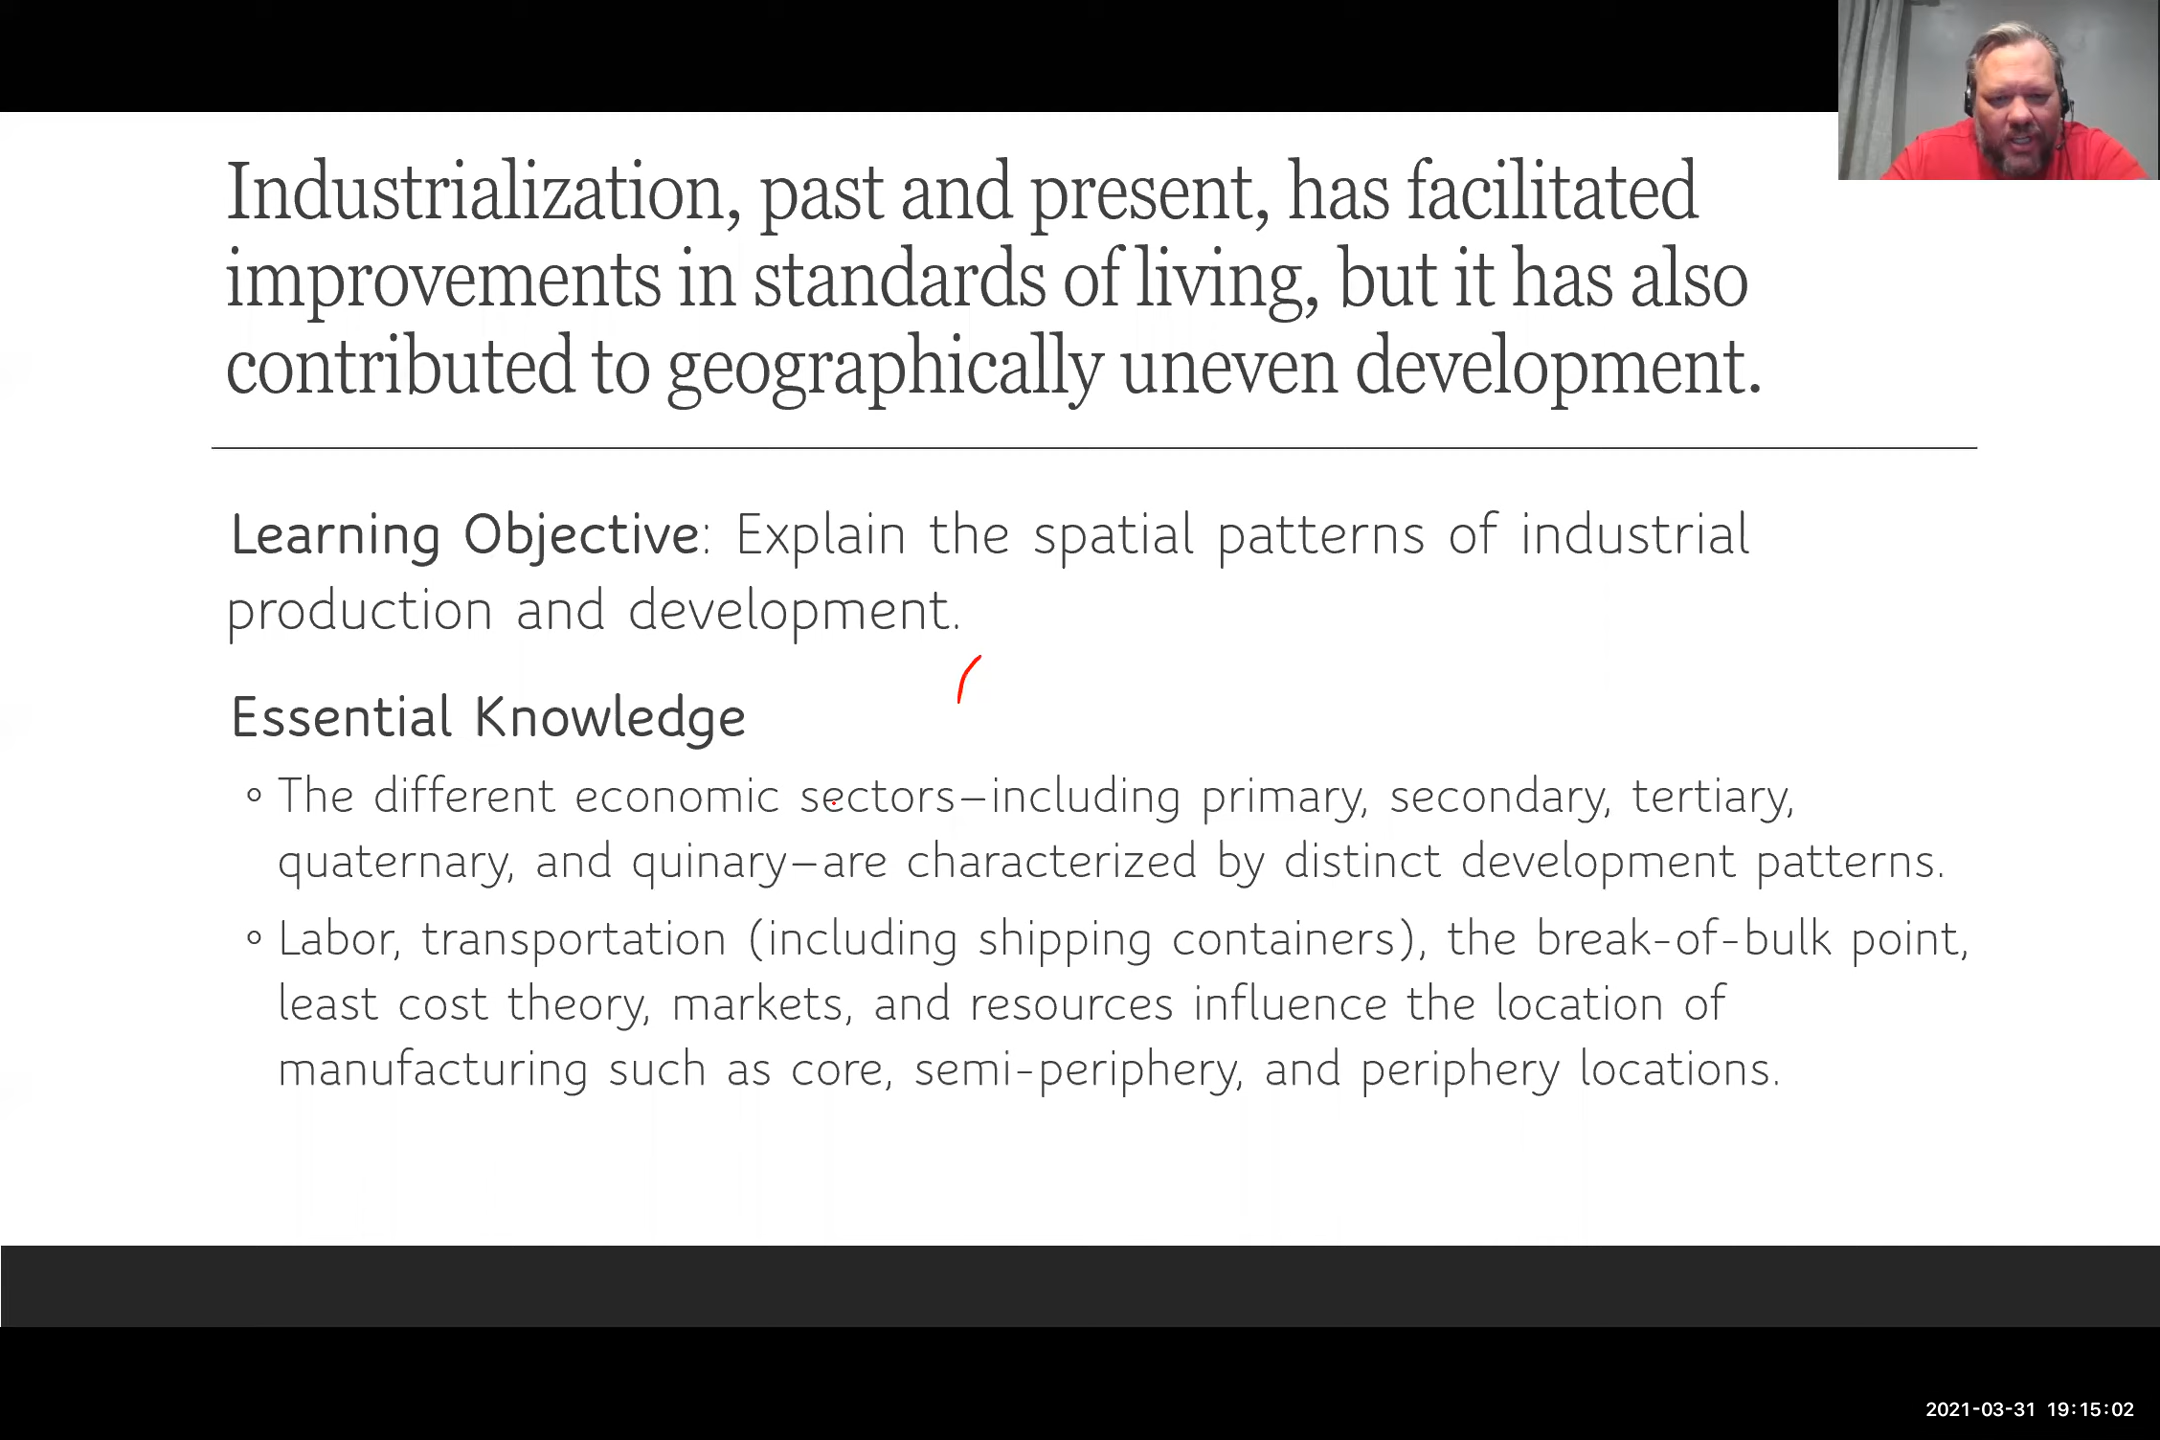 Industrialization, past and present, has facilitated
improvements in standards of living, but it has also
contributed to geographically uneven development.
Learning Objective: Explain the spatial patterns of industrial
production and development.
Essential Knowledge
The different economic sectors—including primary, secondary, tertiary,
quaternary, and quinary—are characterized by distinct development patterns.
Labor, transportation (including shipping containers), the break-of-bulk point,
least cost theory, markets, and resources influence the location of
manufacturing such as core, semi-periphery, and periphery locations.
2021-03-31 19:15:02